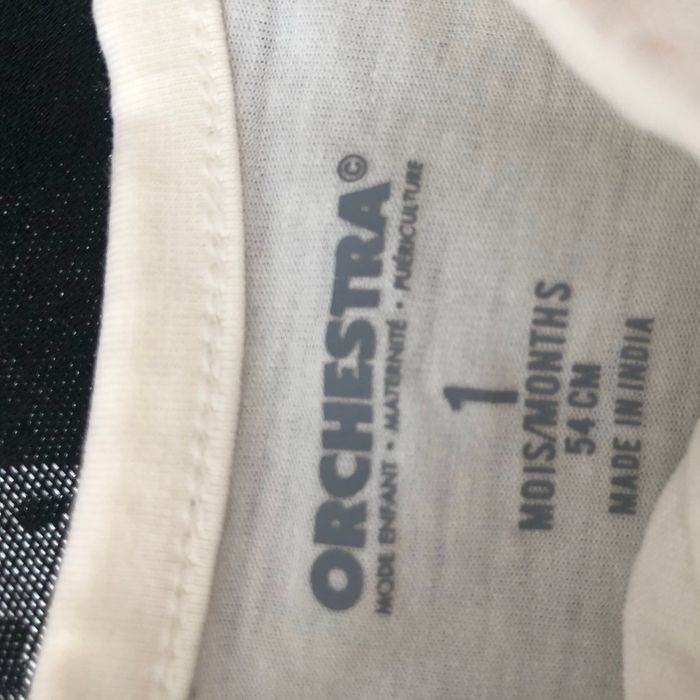 ORCHESTRA©
MODE ENFANT • MATERNITÉ • PUÉRICULTURE
1
MOIS/MONTHS
54 CM
MADE IN INDIA